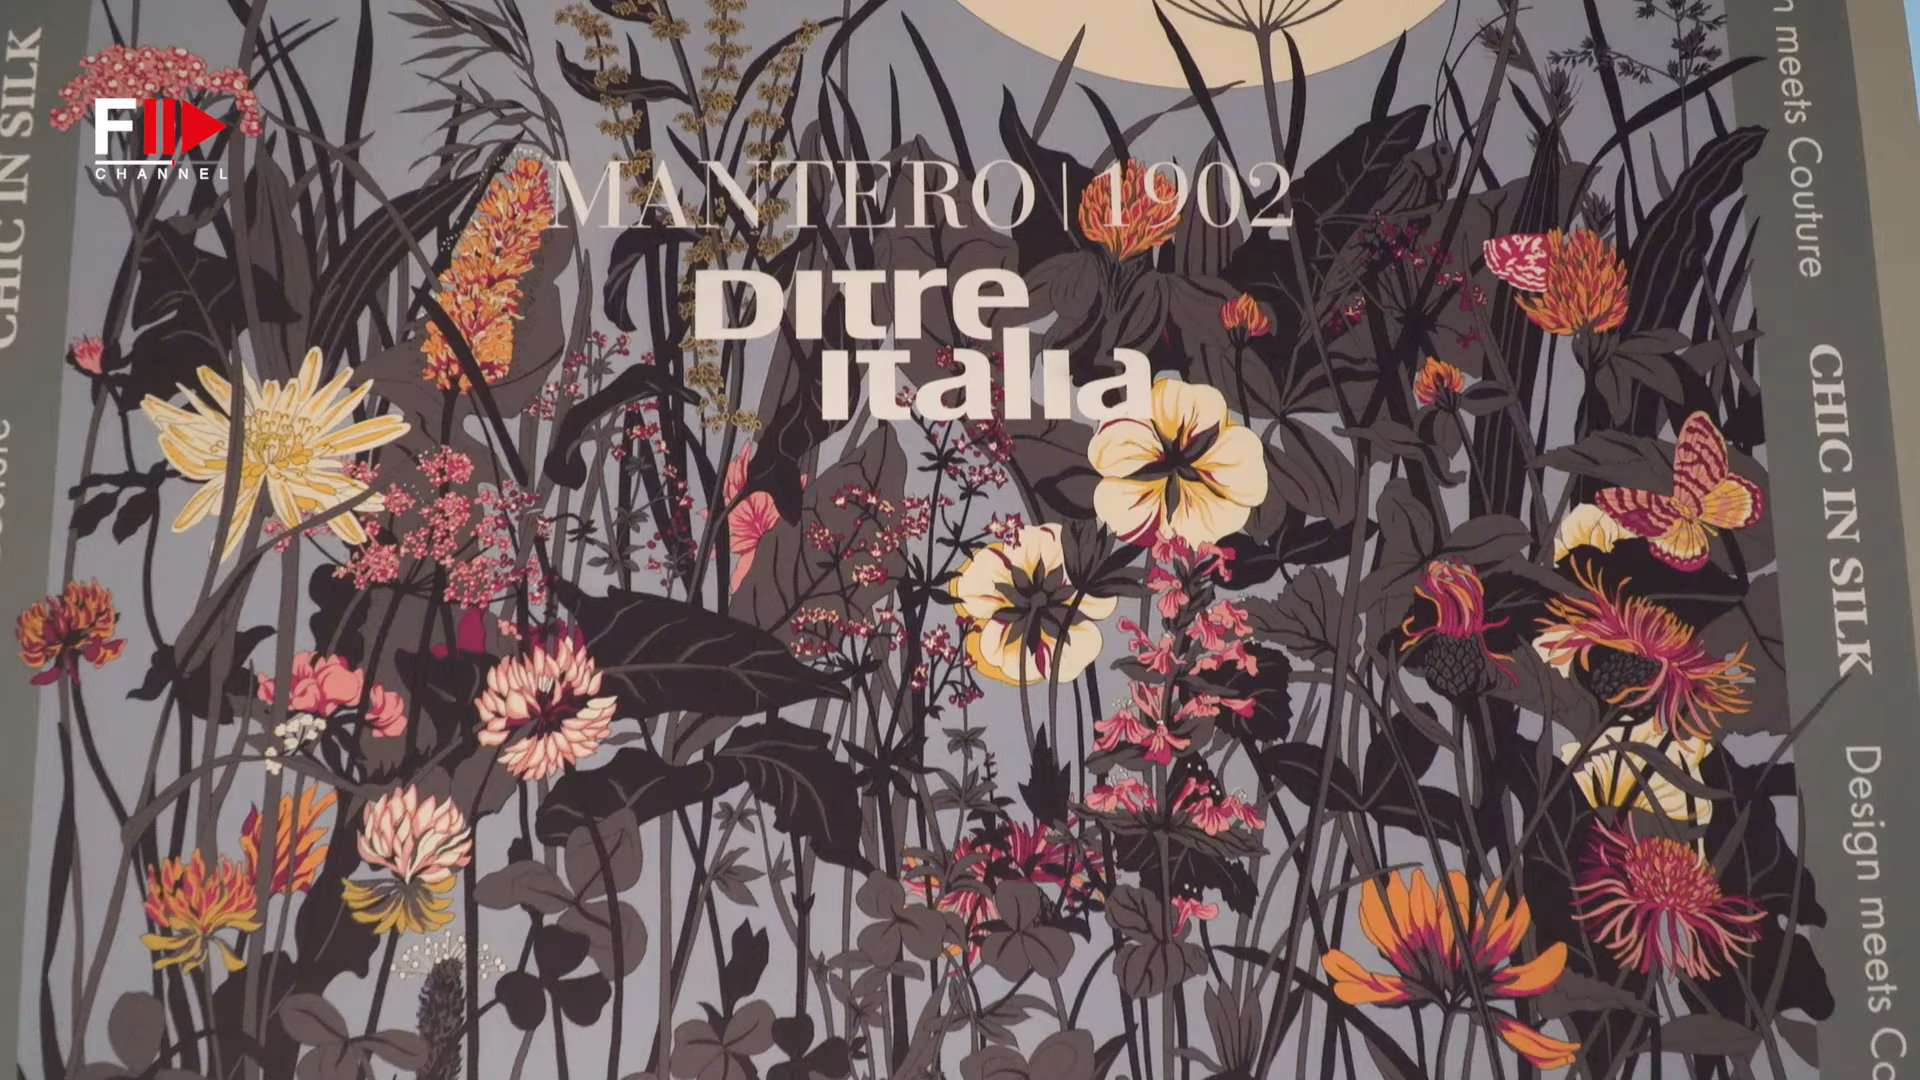 CHIC IN SILK
F
CHANNEL
MANTERO | 1902
DITre
ITalIa
meets Couture
CHIC IN SILK
Design meets